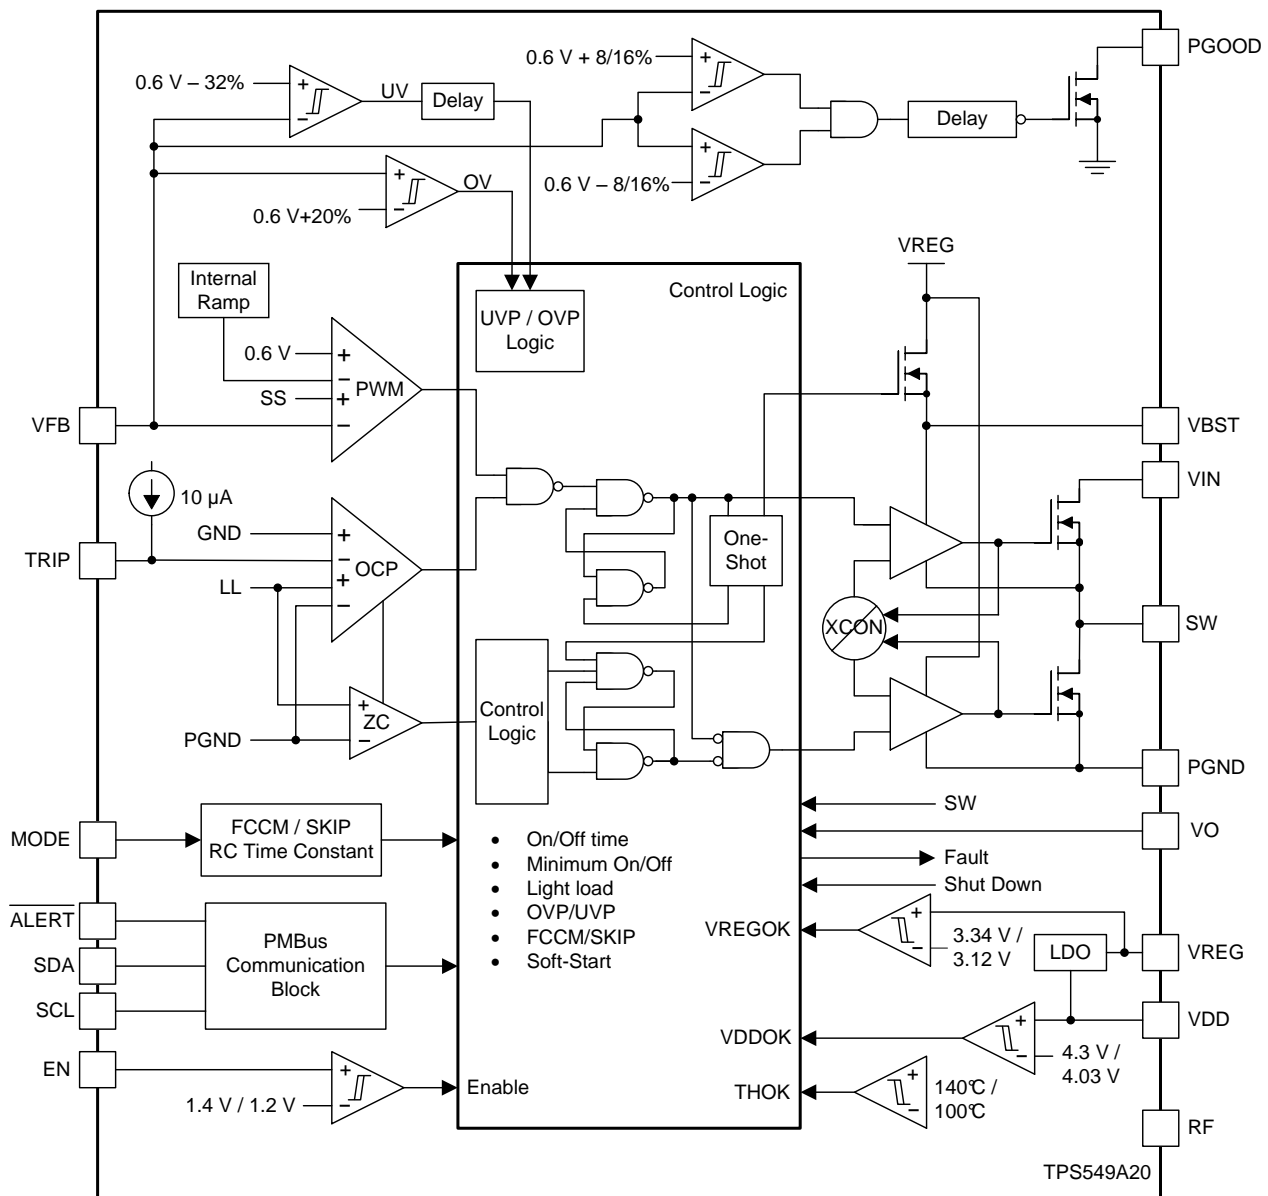 PGOOD
0.6 V + 8/16%
0.6 V – 32%
+
−
UV
Delay
+
−
Delay
+
−
0.6 V – 8/16%
+
−
OV
0.6 V+20%
VREG
Internal
Ramp
Control Logic
UVP / OVP
Logic
0.6 V
+
−
SS
+
PWM
−
VFB
VBST
VIN
10 µA
GND
+
TRIP
−
OCP
LL
+
−
One-
Shot
XCON
SW
Control
Logic
+
ZC
PGND
−
PGND
SW
MODE
FCCM / SKIP
RC Time Constant
VO
• On/Off time
• Minimum On/Off
• Light load
• OVP/UVP
• FCCM/SKIP
• Soft-Start
Fault
Shut Down
ALERT
SDA
SCL
PMBus
Communication
Block
VREGOK
+
−
3.34 V /
3.12 V
LDO
VREG
VDD
VDDOK
+
−
4.3 V /
4.03 V
EN
+
−
1.4 V / 1.2 V
Enable
THOK
+
−
140°C /
100°C
RF
TPS549A20